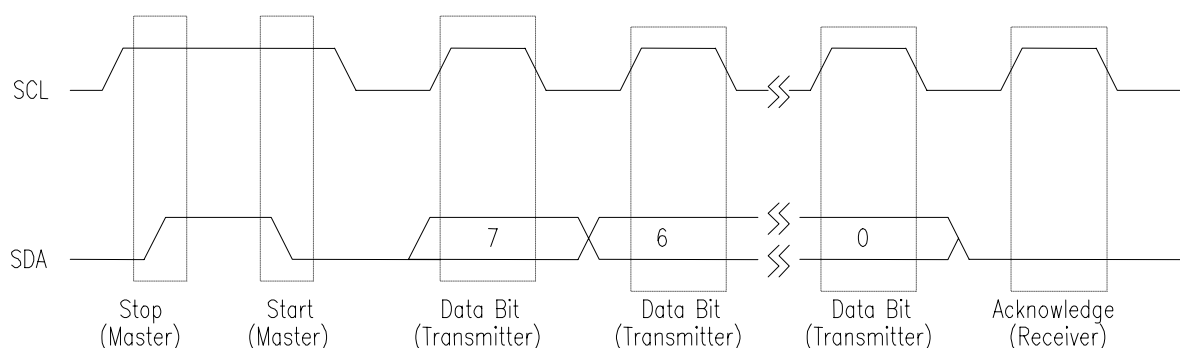 SCL
SDA
7
6
0
Stop
(Master)
Start
(Master)
Data Bit
(Transmitter)
Data Bit
(Transmitter)
Data Bit
(Transmitter)
Acknowledge
(Receiver)